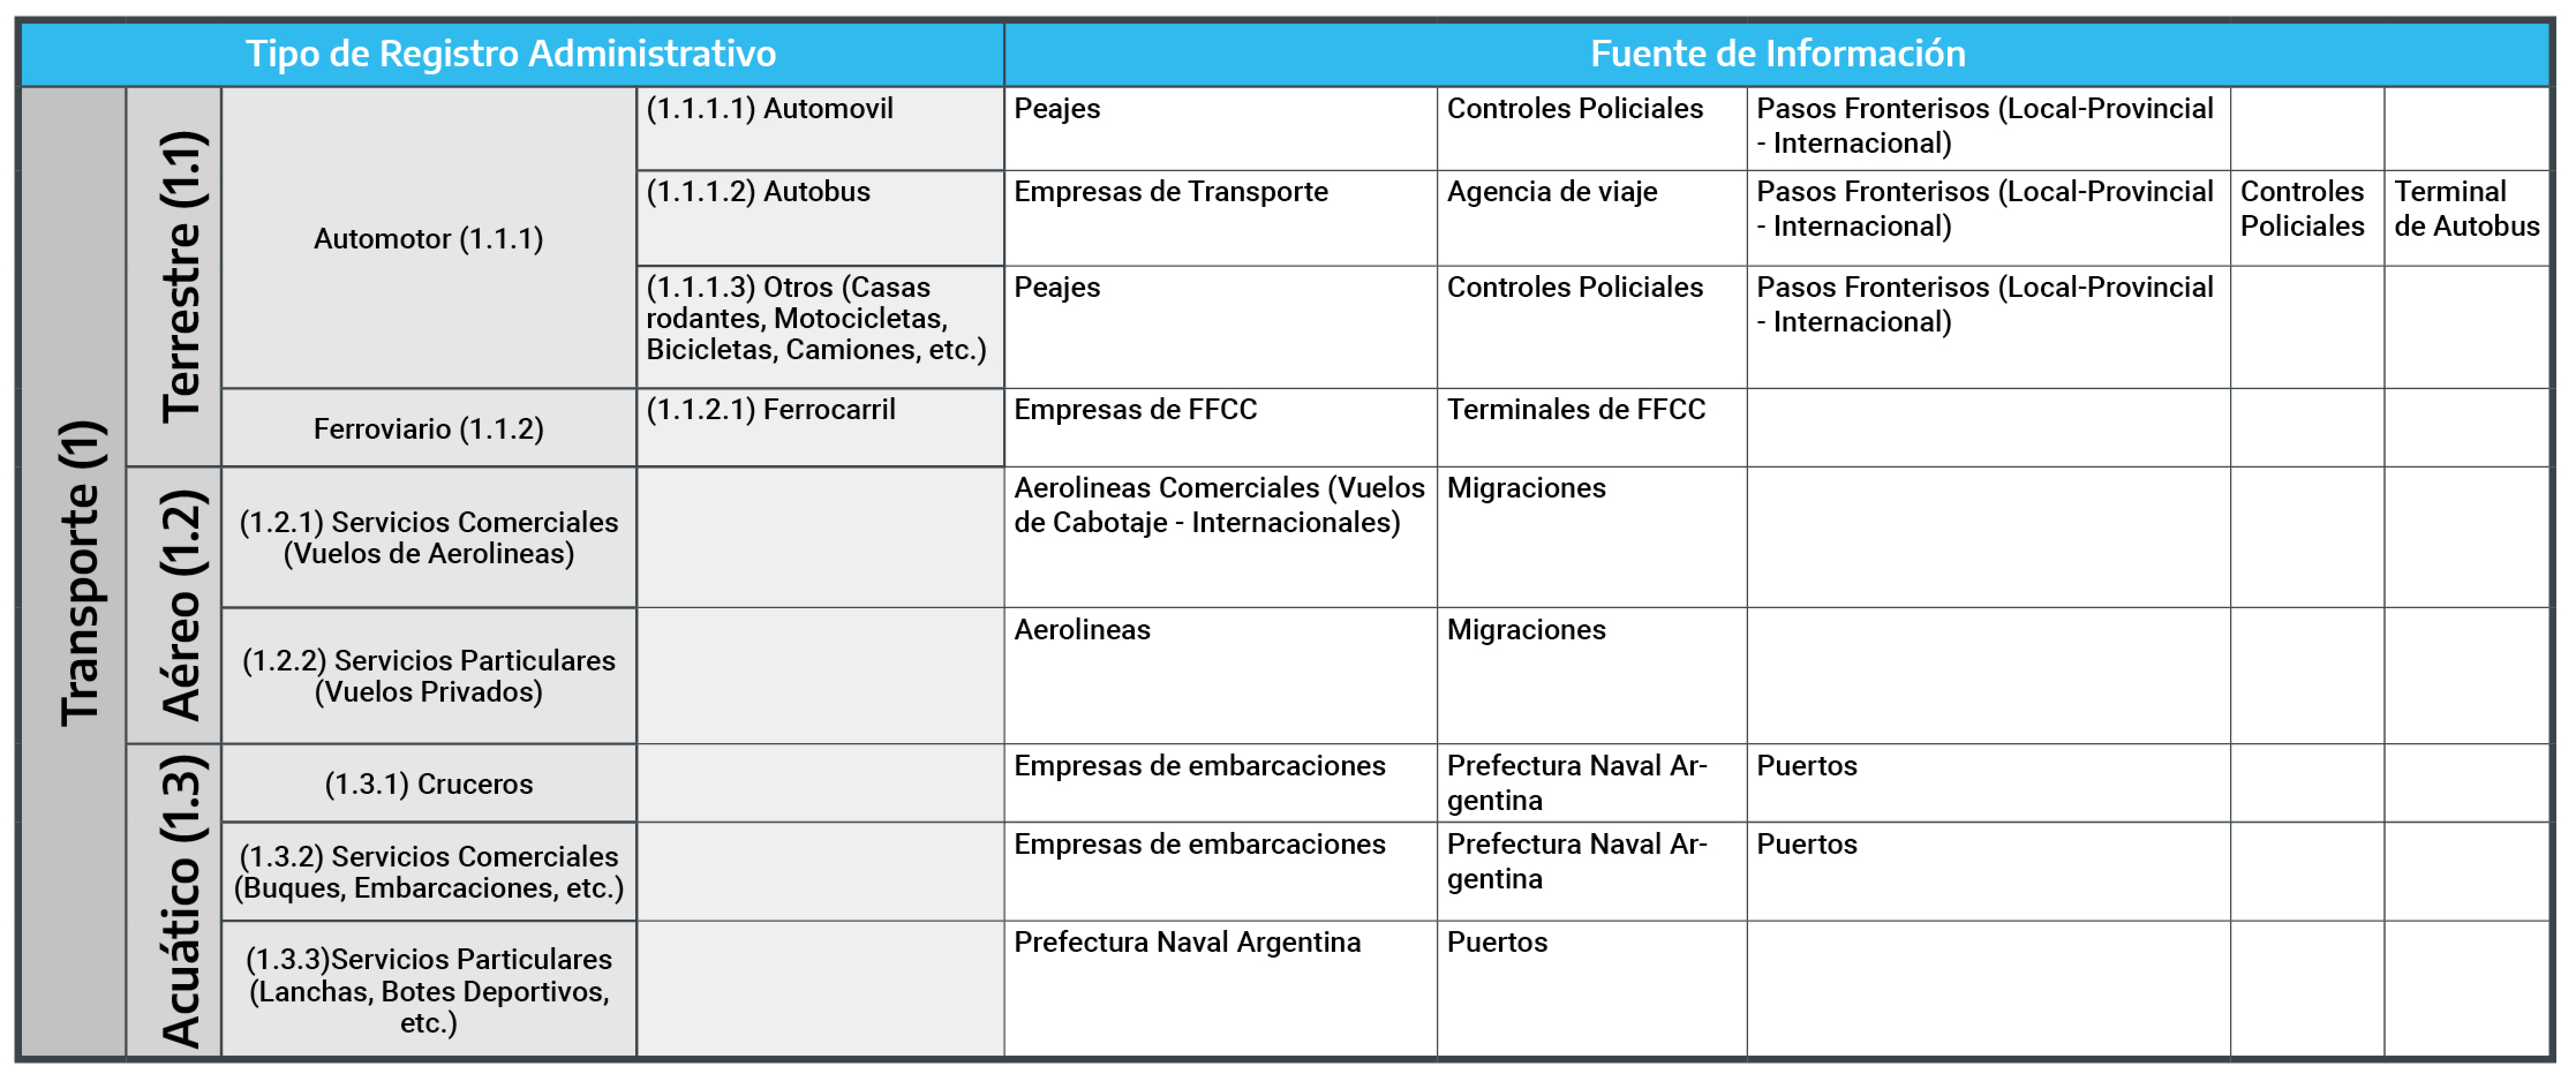 Tipo de Registro Administrativo
Fuente de Información
Transporte (1)
Terrestre (1.1)
Automotor (1.1.1)
(1.1.1.1) Automovil
Peajes
Controles Policiales
Pasos Fronterisos (Local-Provincial
- Internacional)
(1.1.1.2) Autobus
Empresas de Transporte
Agencia de viaje
Pasos Fronterisos (Local-Provincial
- Internacional)
Controles
Policiales
Terminal
de Autobus
(1.1.1.3) Otros (Casas
rodantes, Motocicletas,
Bicicletas, Camiones, etc.)
Peajes
Controles Policiales
Pasos Fronterisos (Local-Provincial
- Internacional)
Ferroviario (1.1.2)
(1.1.2.1) Ferrocarril
Empresas de FFCC
Terminales de FFCC
Aéreo (1.2)
(1.2.1) Servicios Comerciales
(Vuelos de Aerolineas)
Aerolineas Comerciales (Vuelos
de Cabotaje - Internacionales)
Migraciones
(1.2.2) Servicios Particulares
(Vuelos Privados)
Aerolineas
Migraciones
Acuático (1.3)
(1.3.1) Cruceros
Empresas de embarcaciones
Prefectura Naval Ar-
gentina
Puertos
(1.3.2) Servicios Comerciales
(Buques, Embarcaciones, etc.)
Empresas de embarcaciones
Prefectura Naval Ar-
gentina
Puertos
(1.3.3)Servicios Particulares
(Lanchas, Botes Deportivos,
etc.)
Prefectura Naval Argentina
Puertos